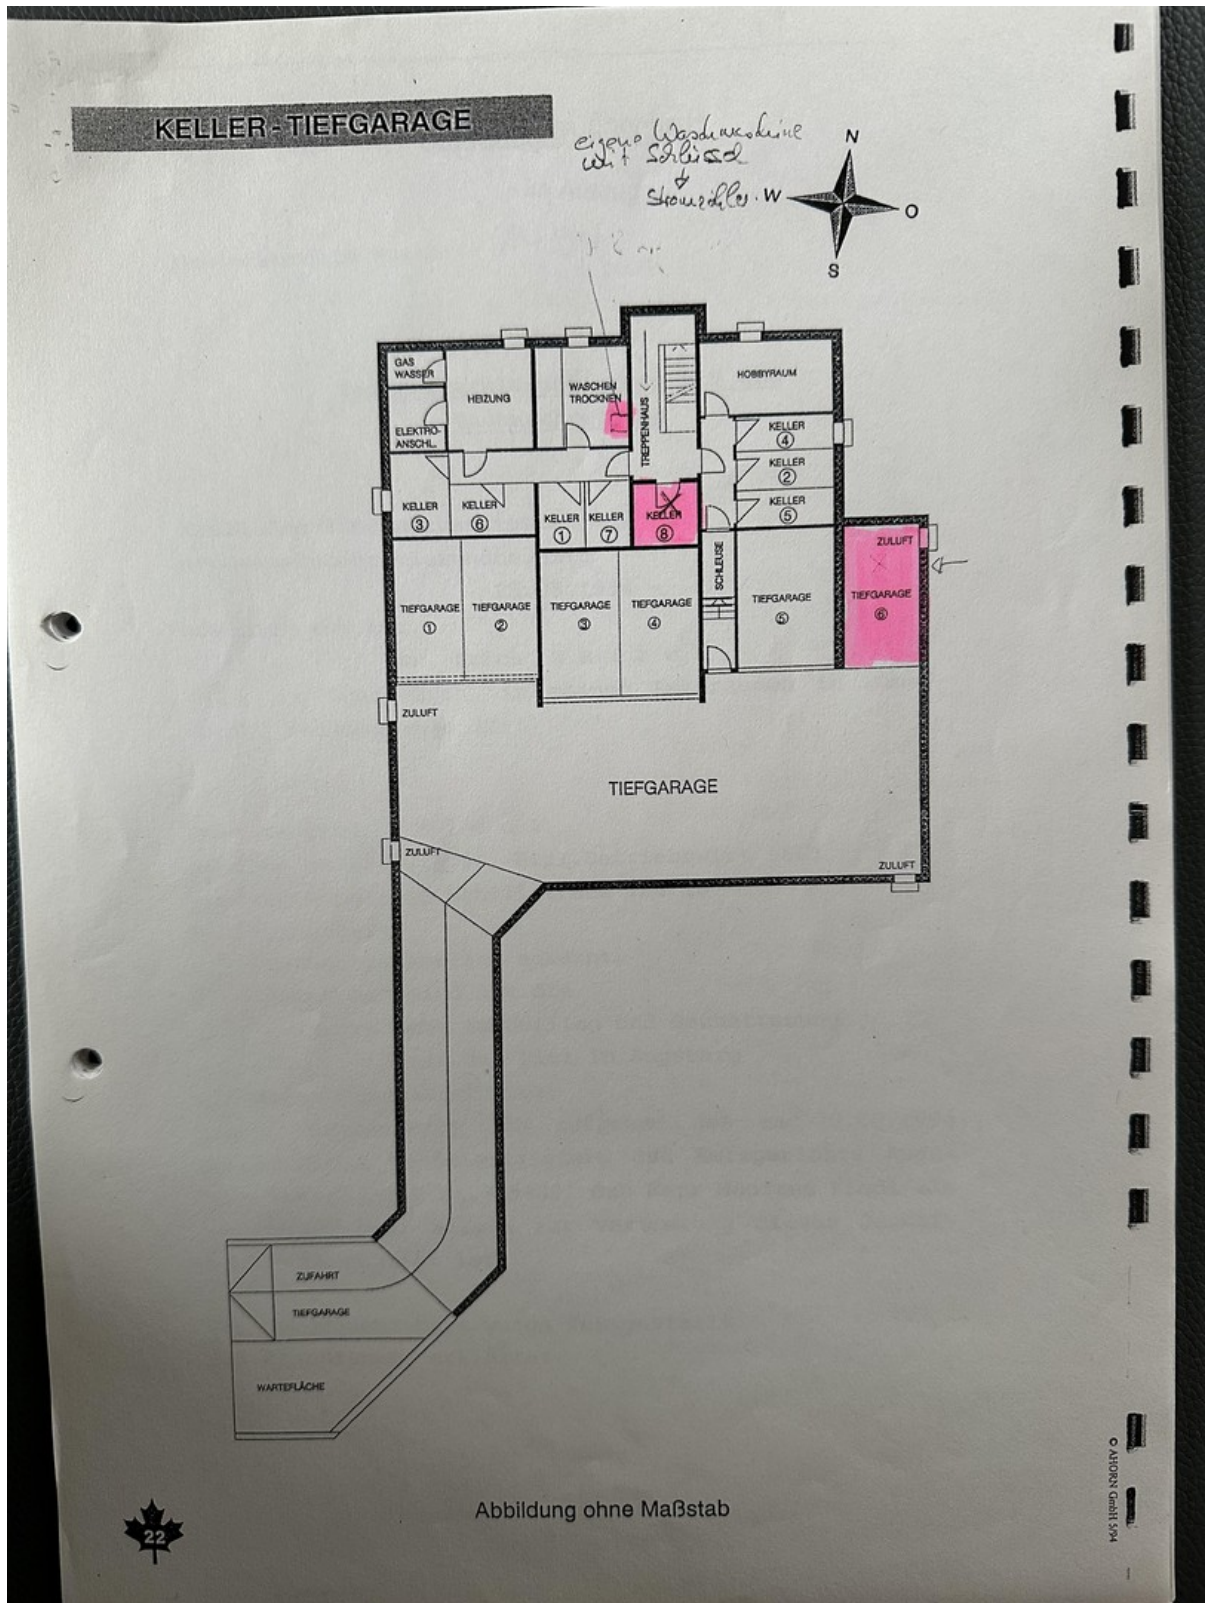 KELLER - TIEFGARAGE
eigene Waschmaschine
mit Schlüssel
Stromzähler
N
W
O
S
GAS
WASSER
HEIZUNG
WASCHEN
TROCKNEN
TREPPENHAUS
HOBBYRAUM
ELEKTRO-
ANSCHL.
KELLER
4
KELLER
2
KELLER
5
KELLER
3
KELLER
6
KELLER
1
KELLER
7
KELLER
8
SCHLEUSE
ZULUFT
TIEFGARAGE
1
TIEFGARAGE
2
TIEFGARAGE
3
TIEFGARAGE
4
TIEFGARAGE
5
TIEFGARAGE
6
ZULUFT
TIEFGARAGE
ZULUFT
ZULUFT
ZUFAHRT
TIEFGARAGE
WARTEFLÄCHE
Abbildung ohne Maßstab
22
© AHORN GmbH 5/94